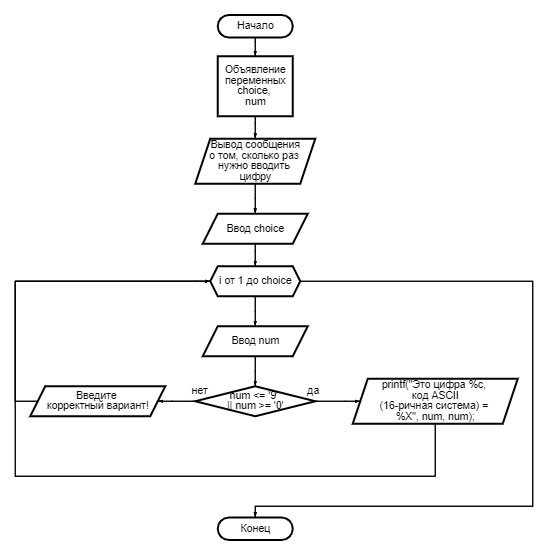 Начало
Объявление
переменных
choice,
num
Вывод сообщения
о том, сколько раз
нужно вводить
цифру
Ввод choice
i от 1 до choice
Ввод num
нет
num <= '9'
|| num >= '0'
да
Введите
корректный вариант!
printf("Это цифра %c,
код ASCII
(16-ричная система) =
%X", num, num);
Конец